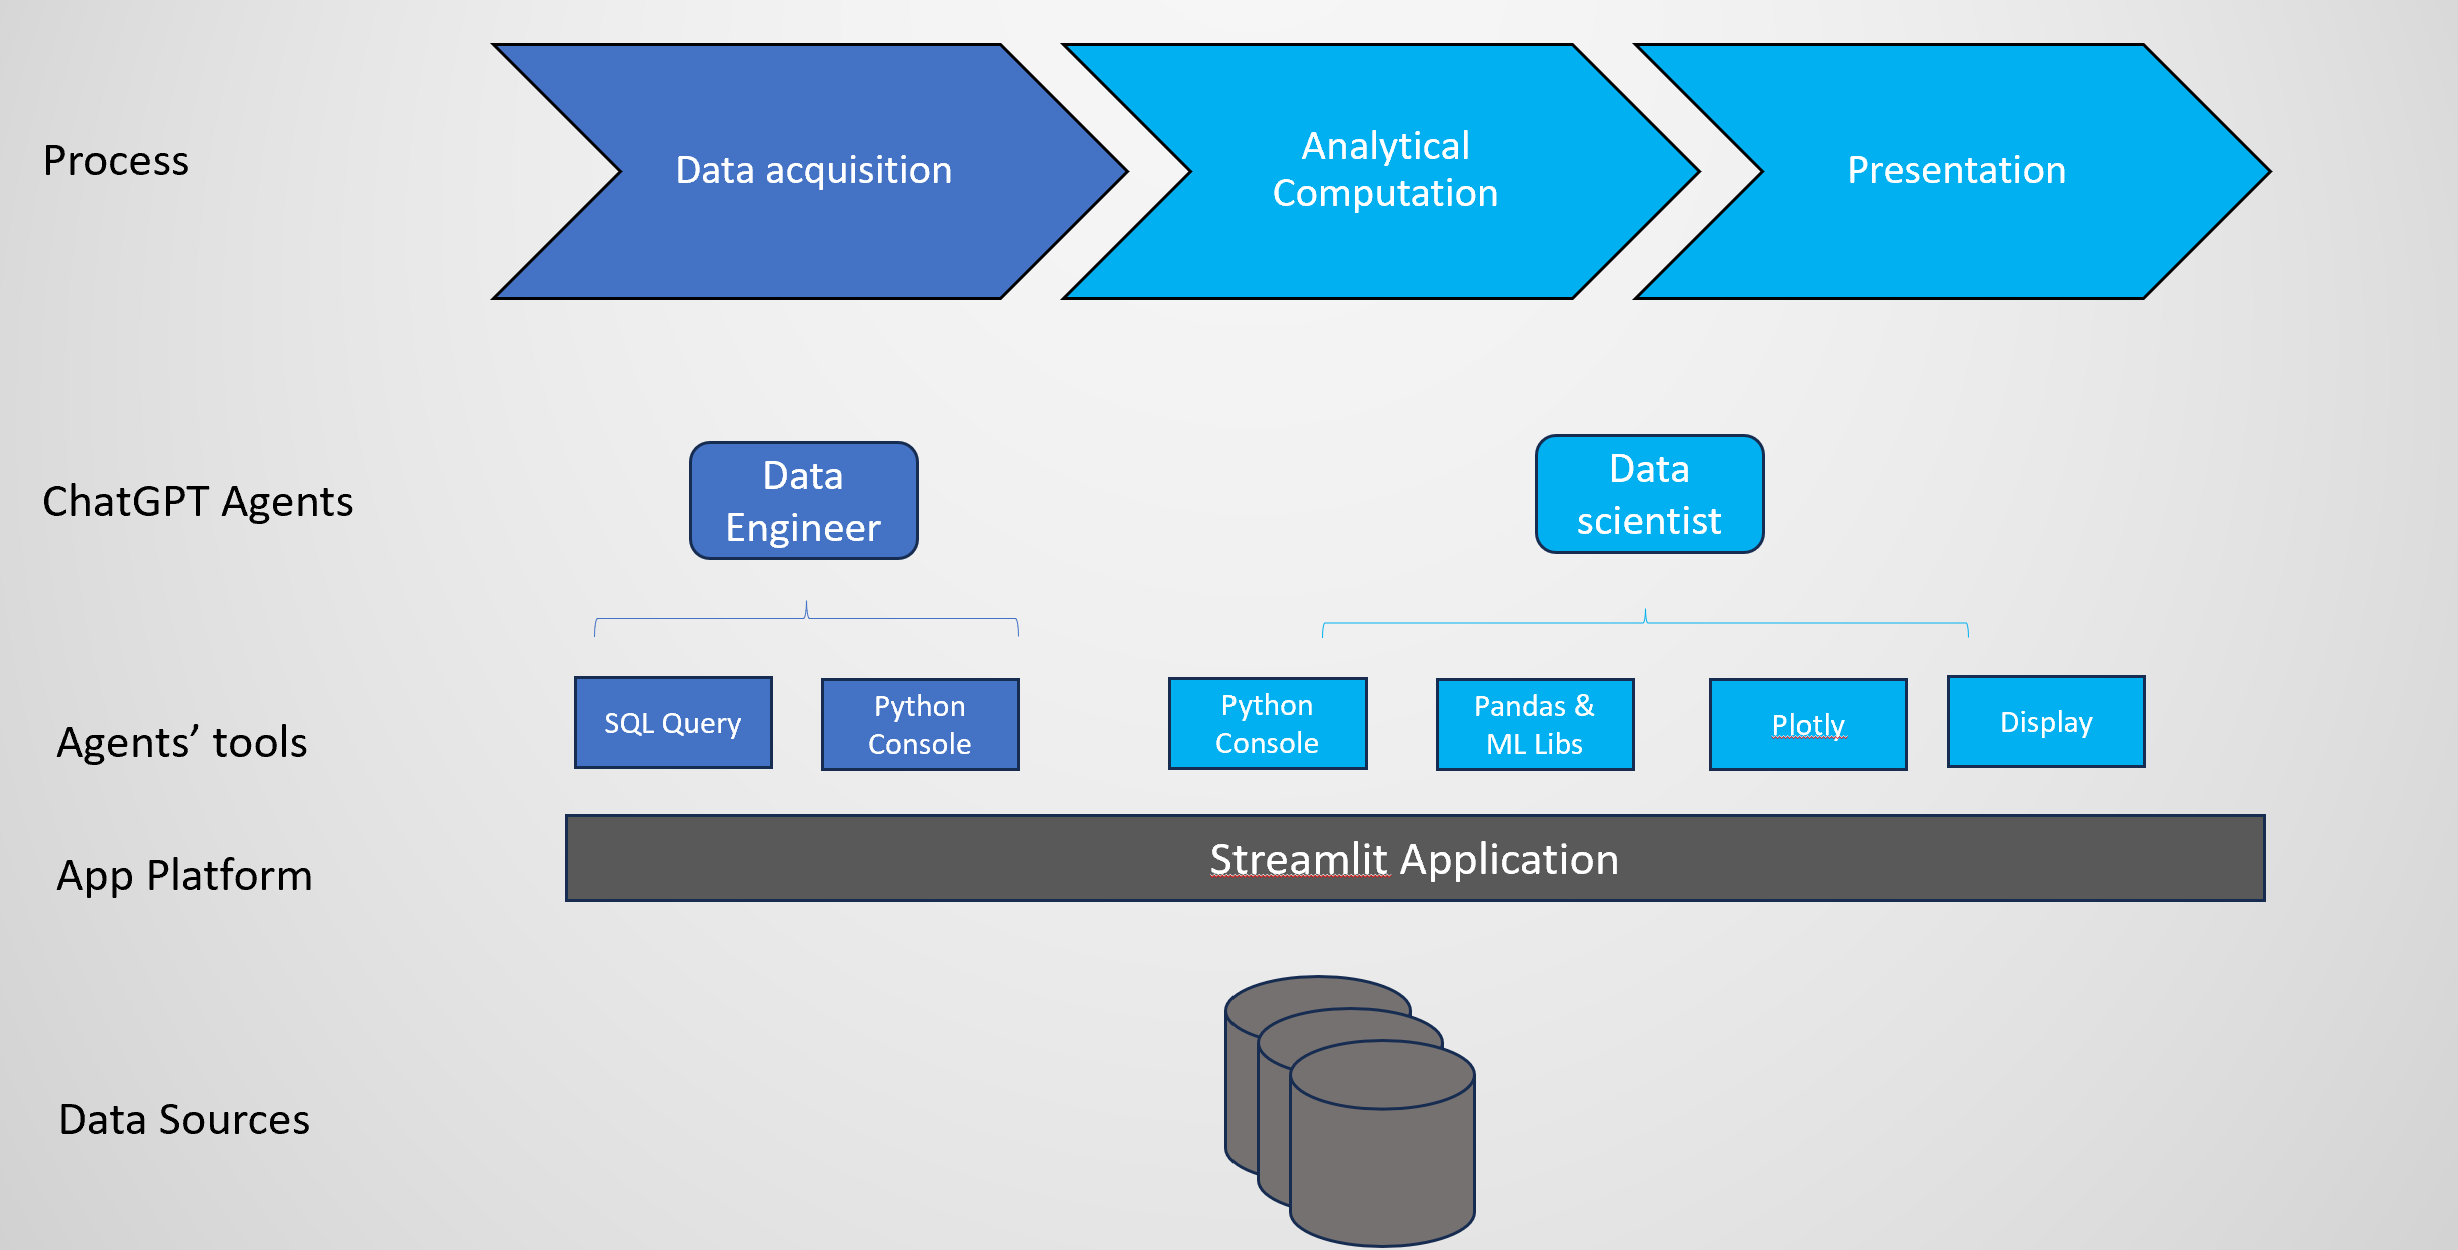 Process
Data acquisition
Analytical
Computation
Presentation
ChatGPT Agents
Data
Engineer
Data
scientist
Agents’ tools
SQL Query
Python
Console
Python
Console
Pandas &
ML Libs
Plotly
Display
App Platform
Streamlit Application
Data Sources